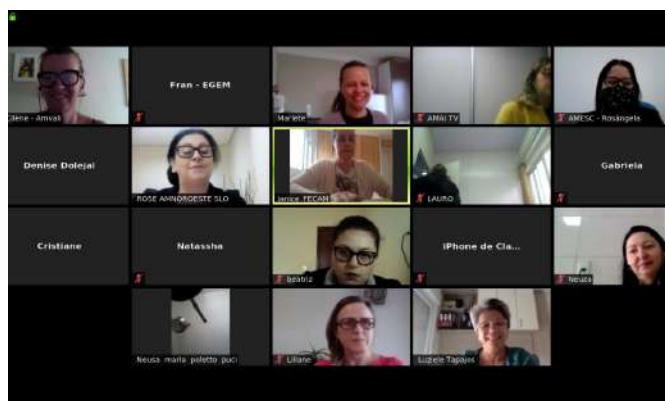 Fran - EGEM
Marlete
AMAI TV
AMESC - Rosângela
Denise Dolejal
ROSE AMNOROESTE SLO
Janice FECAM
LAURO
Gabriela
Cristiane
Natassha
beatriz
iPhone de Cla...
Neuza
Neusa maria poletto puci
Liliane
Luziele Tapajos